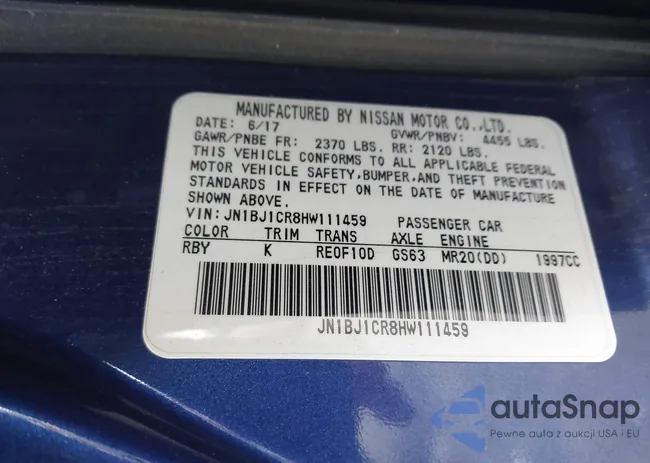 MANUFACTURED BY NISSAN MOTOR CO.,LTD.
DATE: 6/17 GVWR/PNBV: 4455 LBS.
GAWR/PNBE FR: 2370 LBS. RR: 2120 LBS.
THIS VEHICLE CONFORMS TO ALL APPLICABLE FEDERAL
MOTOR VEHICLE SAFETY,BUMPER,AND THEFT PREVENTION
STANDARDS IN EFFECT ON THE DATE OF MANUFACTURE
SHOWN ABOVE.
VIN: JN1BJ1CR8HW111459 PASSENGER CAR
COLOR TRIM TRANS AXLE ENGINE
RBY K RE0F10D GS63 MR20(DD) 1997CC
JN1BJ1CR8HW111459
autaSnap
Pewne auta z aukcji USA i EU